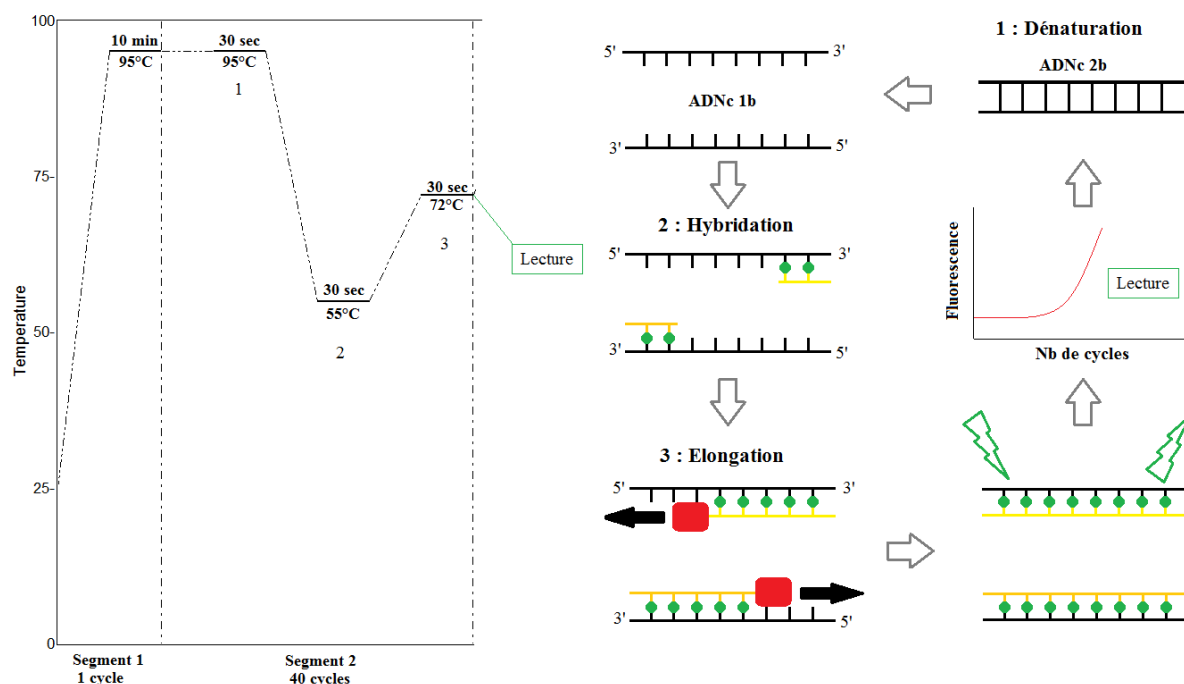 100
75-
50-
25-
0
Temperature
10 min
95°C
30 sec
95°C
1
30 sec
55°C
2
30 sec
72°C
3
Lecture
Segment 1
1 cycle
Segment 2
40 cycles
5'
3'
ADNc 1b
3'
5'
2 : Hybridation
5'
3'
3'
5'
3 : Elongation
5'
3'
3'
5'
1 : Dénaturation
ADNc 2b
Fluorescence
Lecture
Nb de cycles